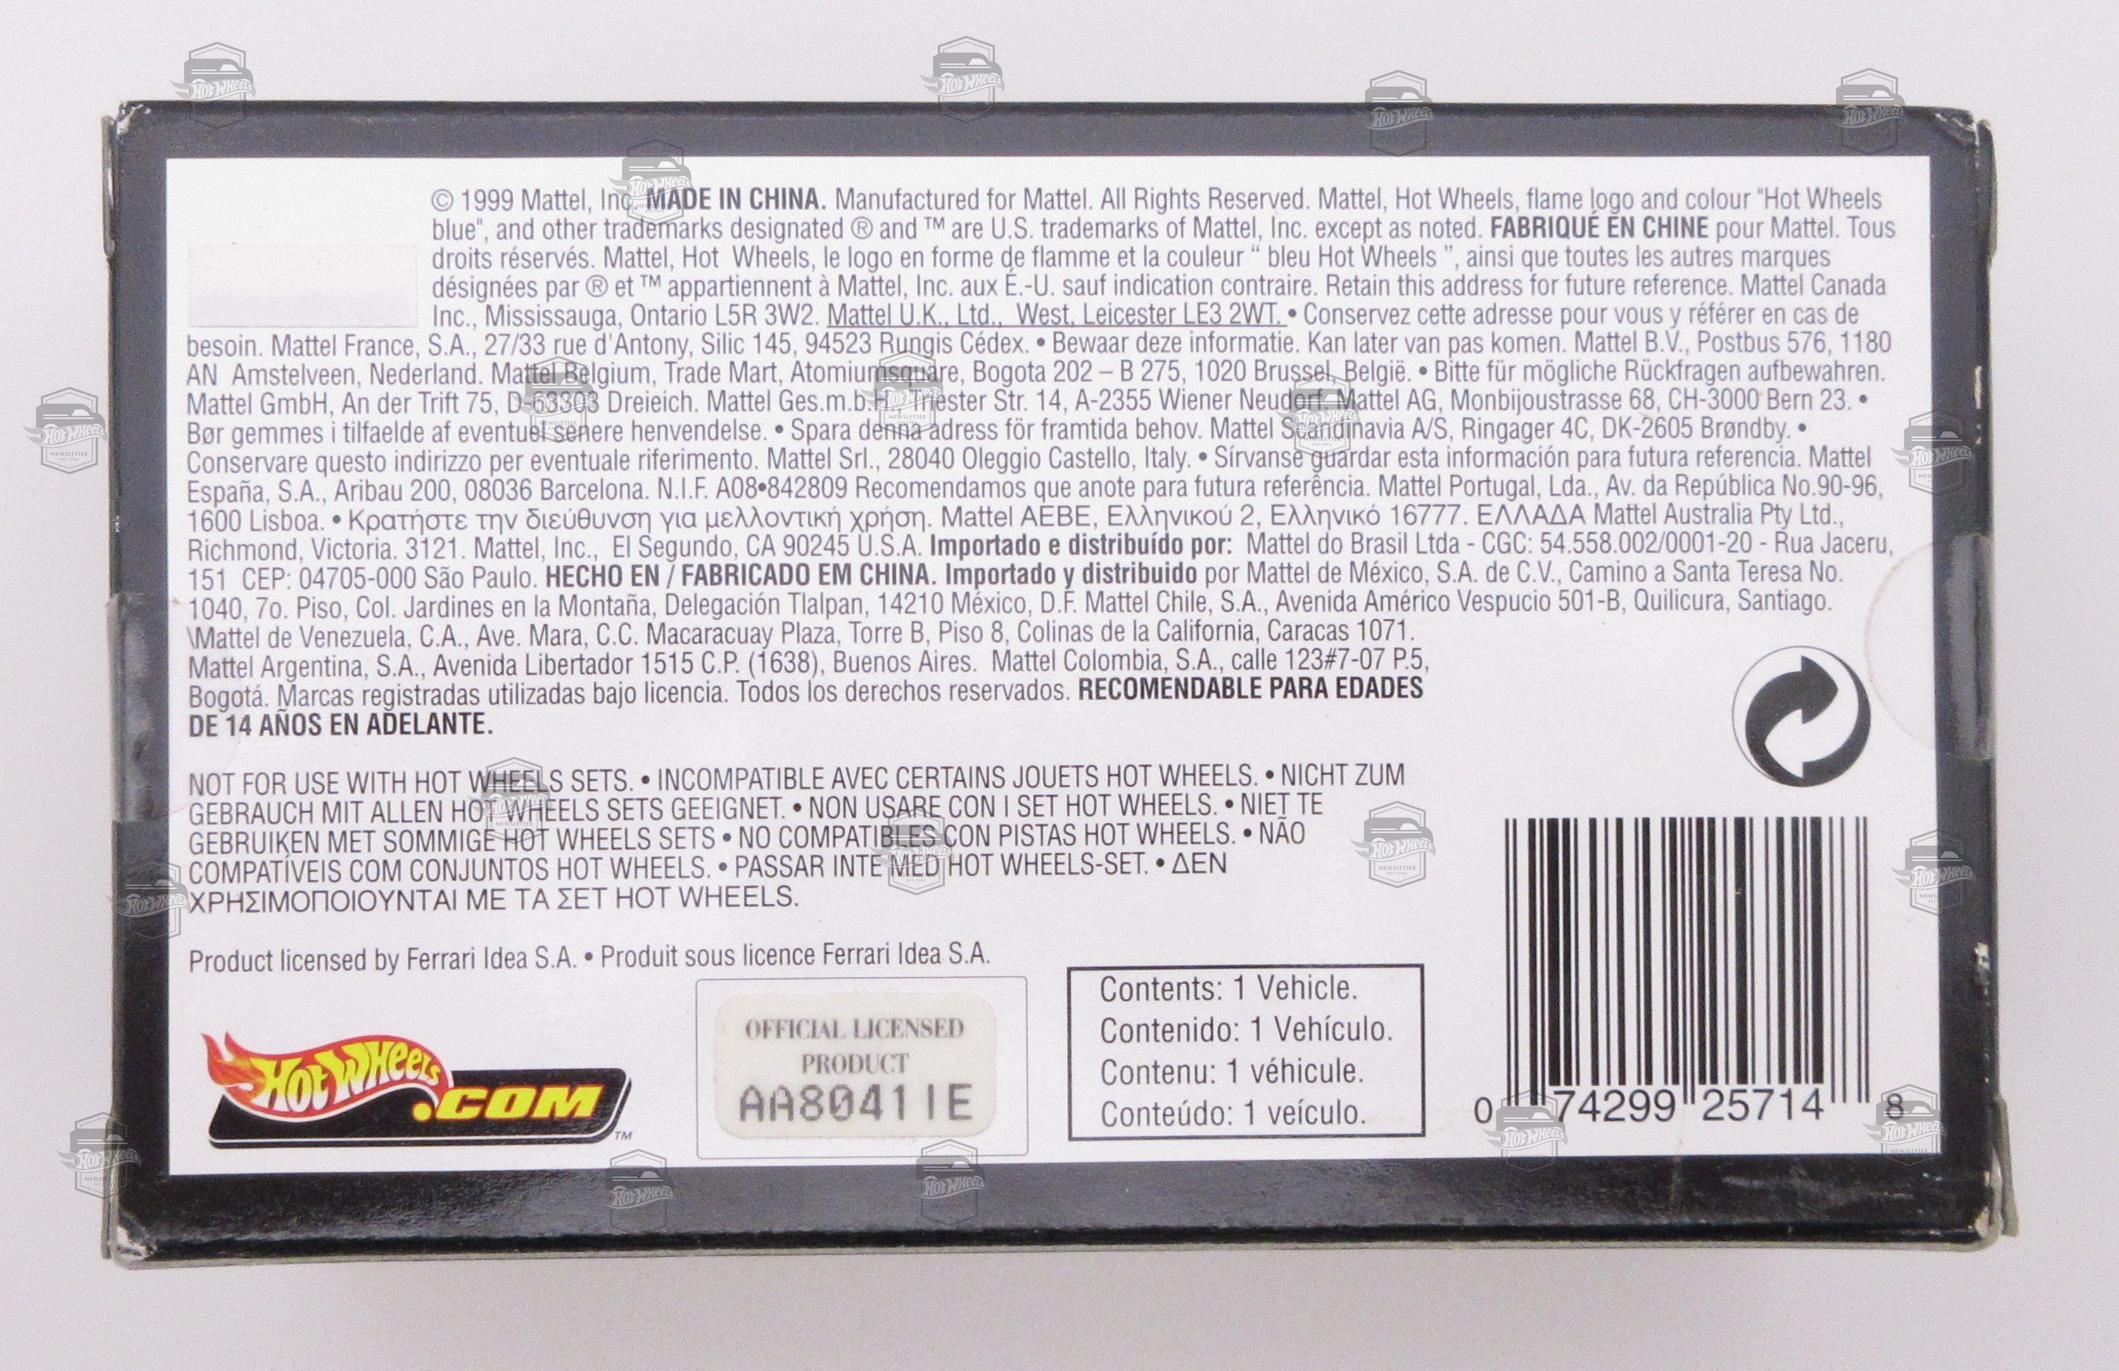 © 1999 Mattel, Inc. MADE IN CHINA. Manufactured for Mattel. All Rights Reserved. Mattel, Hot Wheels, flame logo and colour "Hot Wheels
blue", and other trademarks designated ® and ™ are U.S. trademarks of Mattel, Inc. except as noted. FABRIQUÉ EN CHINE pour Mattel. Tous
droits réservés. Mattel, Hot Wheels, le logo en forme de flamme et la couleur “ bleu Hot Wheels ”, ainsi que toutes les autres marques
désignées par ® et ™ appartiennent à Mattel, Inc. aux É.-U. sauf indication contraire. Retain this address for future reference. Mattel Canada
Inc., Mississauga, Ontario L5R 3W2. Mattel U.K., Ltd., West, Leicester LE3 2WT. • Conservez cette adresse pour vous y référer en cas de
besoin. Mattel France, S.A., 27/33 rue d'Antony, Silic 145, 94523 Rungis Cédex. • Bewaar deze informatie. Kan later van pas komen. Mattel B.V., Postbus 576, 1180
AN Amstelveen, Nederland. Mattel Belgium, Trade Mart, Atomiumsquare, Bogota 202 – B 275, 1020 Brussel, België. • Bitte für mögliche Rückfragen aufbewahren.
Mattel GmbH, An der Trift 75, D-63303 Dreieich. Mattel Ges.m.b.H., Str. 14, A-2355 Wiener Neudorf. Mattel AG, Monbijoustrasse 68, CH-3000 Bern 23. •
Bør gemmes i tilfaelde af eventuel senere henvendelse. • Spara denna adress för framtida behov. Mattel Scandinavia A/S, Ringager 4C, DK-2605 Brøndby. •
Conservare questo indirizzo per eventuale riferimento. Mattel Srl., 28040 Oleggio Castello, Italy. • Sírvanse guardar esta información para futura referencia. Mattel
España, S.A., Aribau 200, 08036 Barcelona. N.I.F. A08•842809 Recomendamos que anote para futura referência. Mattel Portugal, Lda., Av. da República No.90-96,
1600 Lisboa. • Κρατήστε την διεύθυνση για μελλοντική χρήση. Mattel AEBE, Ελληνικού 2, Ελληνικό 16777. ΕΛΛΑΔΑ Mattel Australia Pty Ltd.,
Richmond, Victoria. 3121. Mattel, Inc., El Segundo, CA 90245 U.S.A. Importado e distribuído por: Mattel do Brasil Ltda - CGC: 54.558.002/0001-20 - Rua Jaceru,
151 CEP: 04705-000 São Paulo. HECHO EN / FABRICADO EM CHINA. Importado y distribuido por Mattel de México, S.A. de C.V., Camino a Santa Teresa No.
1040, 7o. Piso, Col. Jardines en la Montaña, Delegación Tlalpan, 14210 México, D.F. Mattel Chile, S.A., Avenida Américo Vespucio 501-B, Quilicura, Santiago.
\Mattel de Venezuela, C.A., Ave. Mara, C.C. Macaracuay Plaza, Torre B, Piso 8, Colinas de la California, Caracas 1071.
Mattel Argentina, S.A., Avenida Libertador 1515 C.P. (1638), Buenos Aires. Mattel Colombia, S.A., calle 123#7-07 P.5,
Bogotá. Marcas registradas utilizadas bajo licencia. Todos los derechos reservados. RECOMENDABLE PARA EDADES
DE 14 AÑOS EN ADELANTE.
NOT FOR USE WITH HOT WHEELS SETS. • INCOMPATIBLE AVEC CERTAINS JOUETS HOT WHEELS. • NICHT ZUM
GEBRAUCH MIT ALLEN HOT WHEELS SETS GEEIGNET. • NON USARE CON I SET HOT WHEELS. • NIET TE
GEBRUIKEN MET SOMMIGE HOT WHEELS SETS • NO COMPATIBLES CON PISTAS HOT WHEELS. • NÃO
COMPATÍVEIS COM CONJUNTOS HOT WHEELS. • PASSAR INTE MED HOT WHEELS-SET. • ΔΕΝ
ΧΡΗΣΙΜΟΠΟΙΟΥΝΤΑΙ ΜΕ ΤΑ ΣΕΤ HOT WHEELS.
Product licensed by Ferrari Idea S.A. • Produit sous licence Ferrari Idea S.A.
HOT WHEELS.COM™
OFFICIAL LICENSED
PRODUCT
AA80411E
Contents: 1 Vehicle.
Contenido: 1 Vehículo.
Contenu: 1 véhicule.
Conteúdo: 1 veículo.
0 74299 25714 8